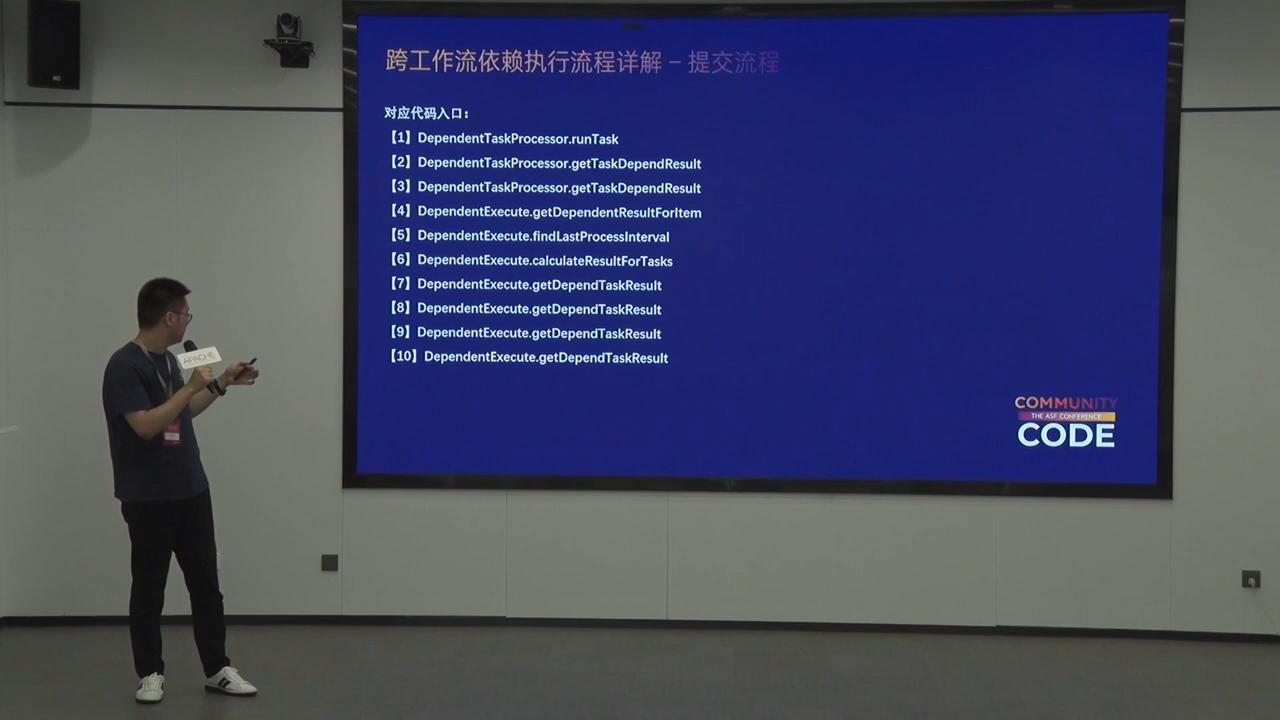 跨工作流依赖执行流程详解 – 提交流程
对应代码入口：
【1】DependentTaskProcessor.runTask
【2】DependentTaskProcessor.getTaskDependResult
【3】DependentTaskProcessor.getTaskDependResult
【4】DependentExecute.getDependentResultForItem
【5】DependentExecute.findLastProcessInterval
【6】DependentExecute.calculateResultForTasks
【7】DependentExecute.getDependTaskResult
【8】DependentExecute.getDependTaskResult
【9】DependentExecute.getDependTaskResult
【10】DependentExecute.getDependTaskResult
APACHE
COMMUNITY
THE ASF CONFERENCE
CODE